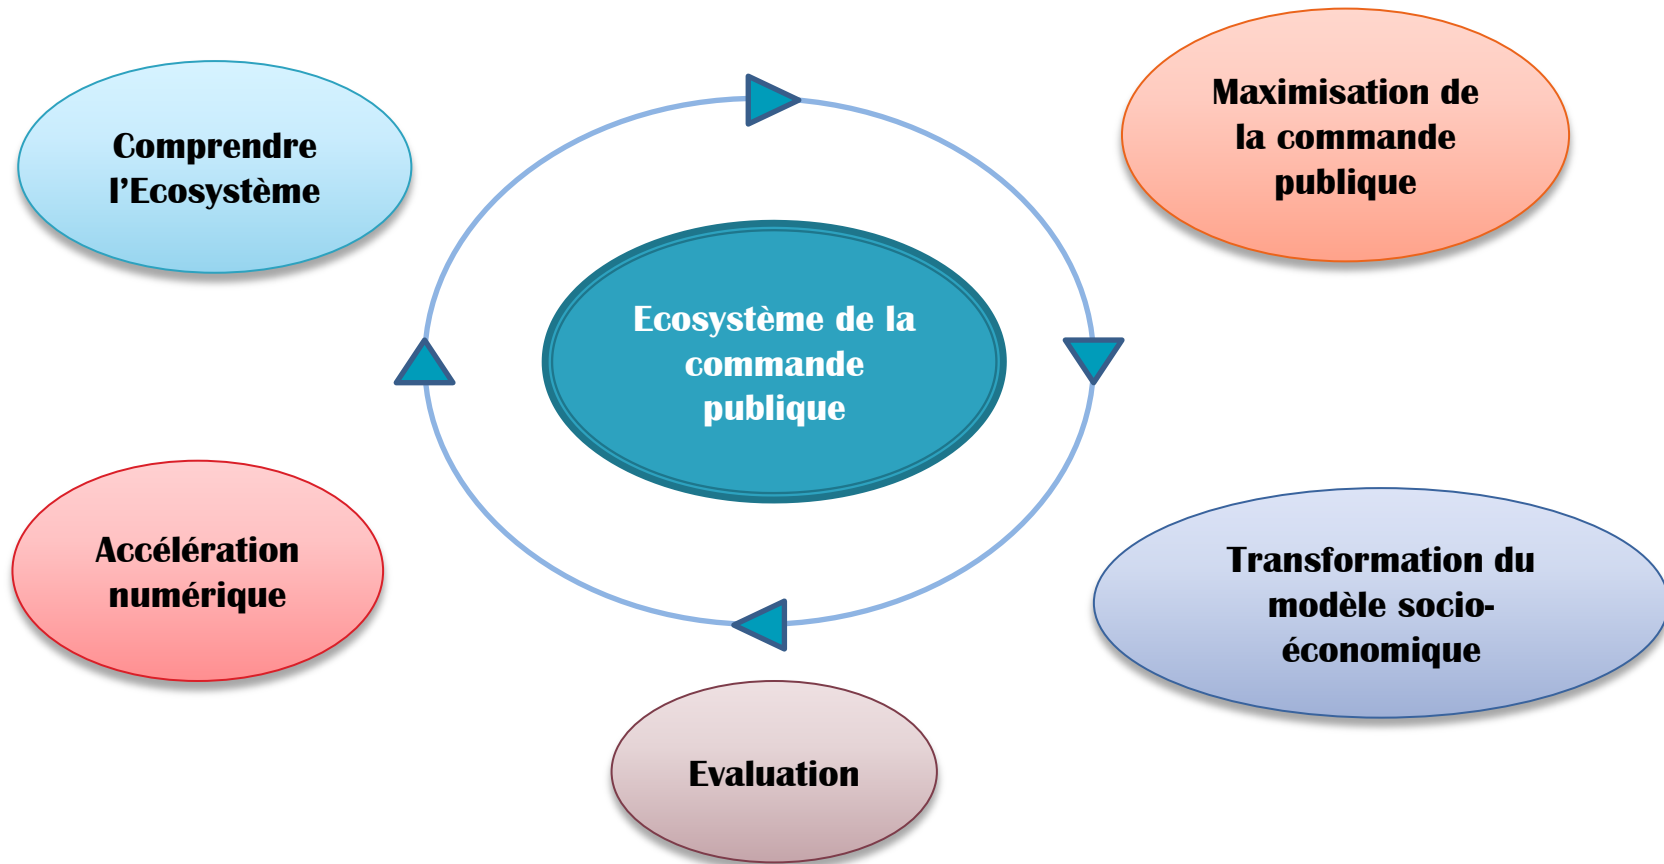 Comprendre
l'Ecosystème
Maximisation de
la commande
publique
Ecosystème de la
commande
publique
Accélération
numérique
Transformation du
modèle socio-
économique
Evaluation